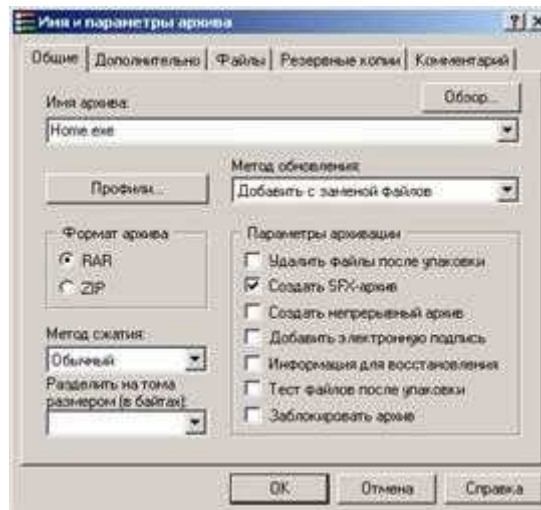 Имя и параметры архива
Общие Дополнительно Файлы Резервные копии Комментарий
Имя архива:
Обзор...
Home exe
Метод обновления:
Профили...
Добавить с заменой файлов
Формат архива
RAR
ZIP
Параметры архивации
Удалить файлы после упаковки
Создать SFX-архив
Создать непрерывный архив
Добавить электронную подпись
Информация для восстановления
Тест файлов после упаковки
Заблокировать архив
Метод сжатия:
Обычный
Разделить на тома
размером (в байтах):
OK Отмена Справка